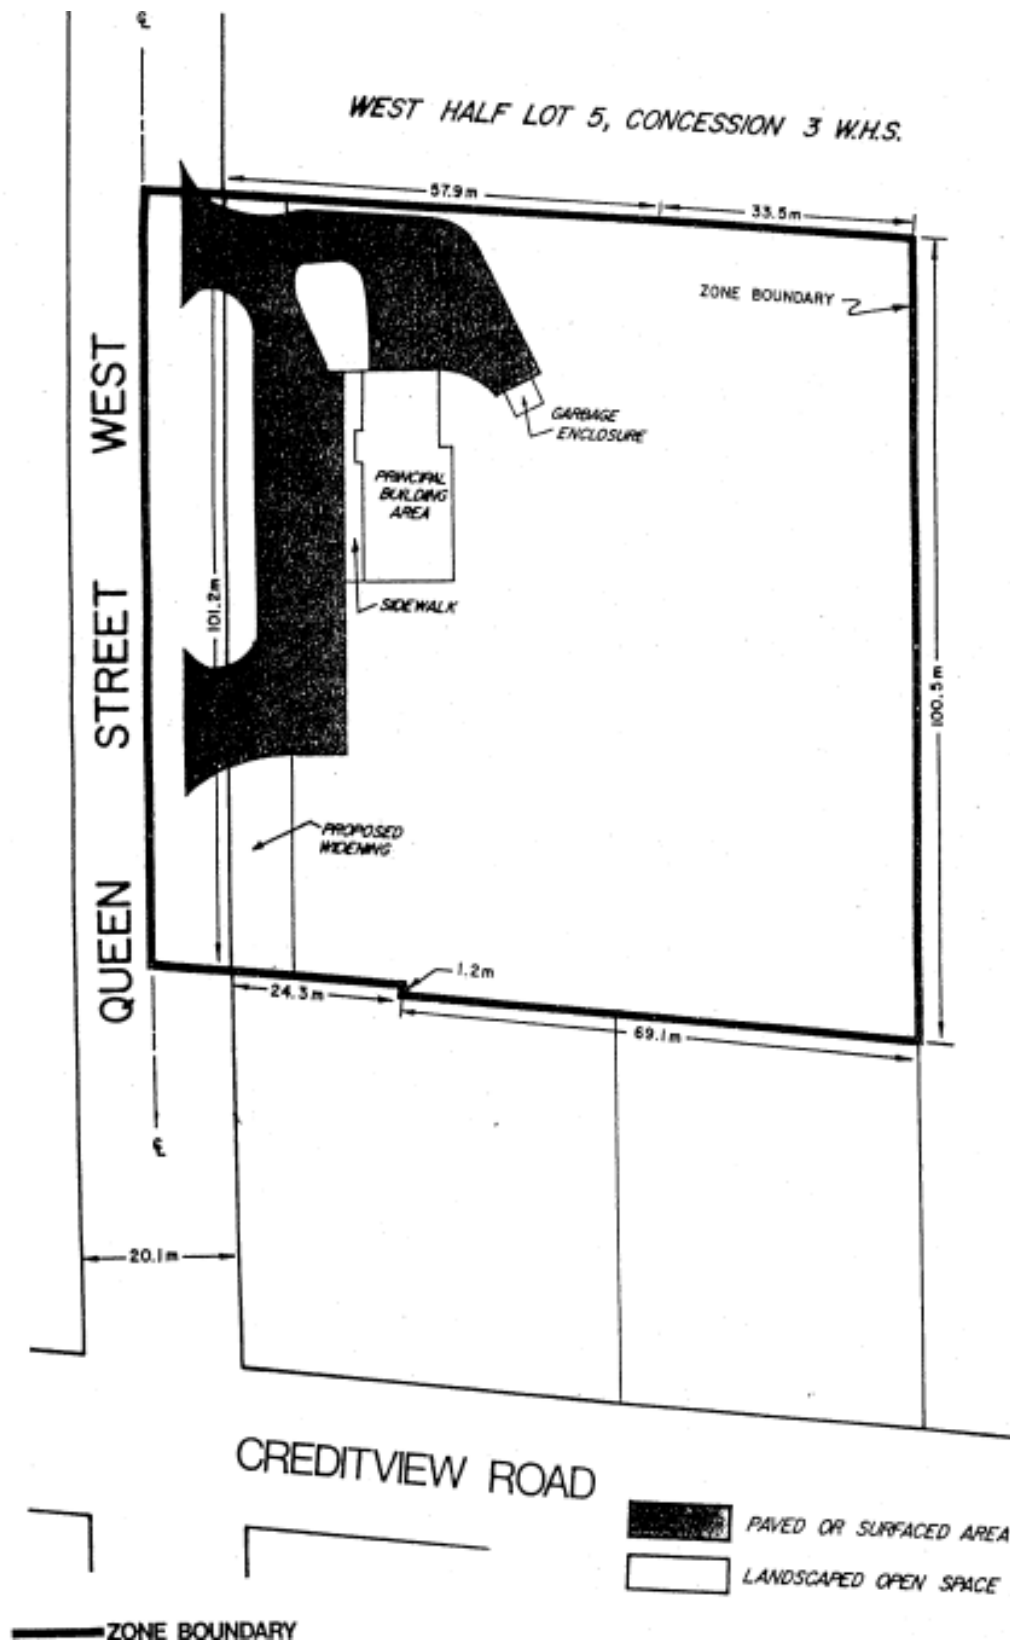 ℄
WEST HALF LOT 5, CONCESSION 3 W.H.S.
57.9m
33.5m
ZONE BOUNDARY
GARBAGE
ENCLOSURE
PRINCIPAL
BUILDING
AREA
SIDEWALK
101.2m
100.5m
QUEEN STREET WEST
PROPOSED
WIDENING
1.2m
24.3m
69.1m
℄
20.1m
CREDITVIEW ROAD
PAVED OR SURFACED AREA
LANDSCAPED OPEN SPACE
ZONE BOUNDARY